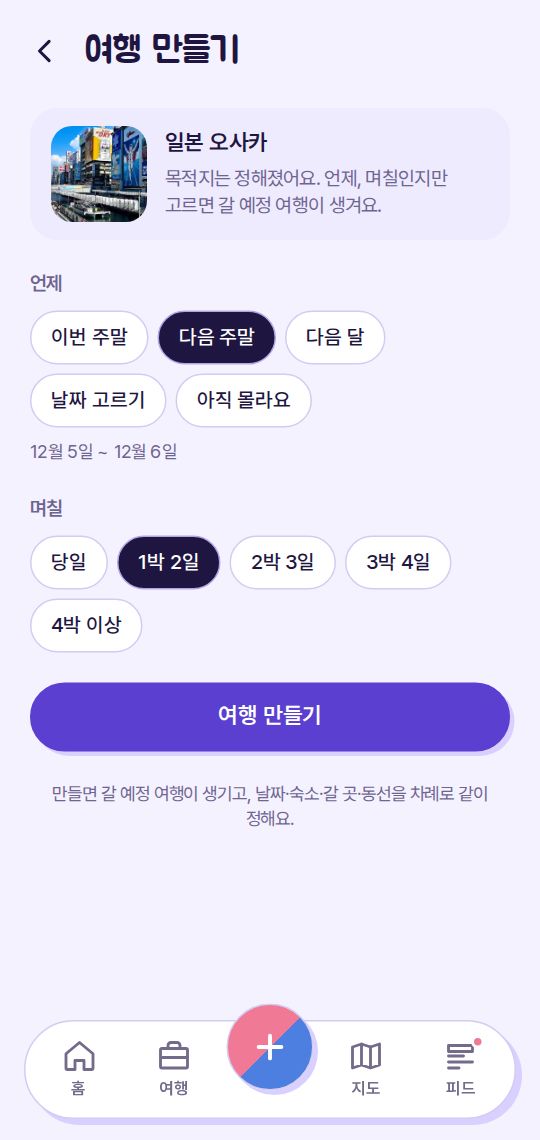 여행 만들기
일본 오사카
목적지는 정해졌어요. 언제, 며칠인지만
고르면 갈 예정 여행이 생겨요.
언제
이번 주말
다음 주말
다음 달
날짜 고르기
아직 몰라요
12월 5일 ~ 12월 6일
며칠
당일
1박 2일
2박 3일
3박 4일
4박 이상
여행 만들기
만들면 갈 예정 여행이 생기고, 날짜·숙소·갈 곳·동선을 차례로 같이
정해요.
홈
여행
지도
피드